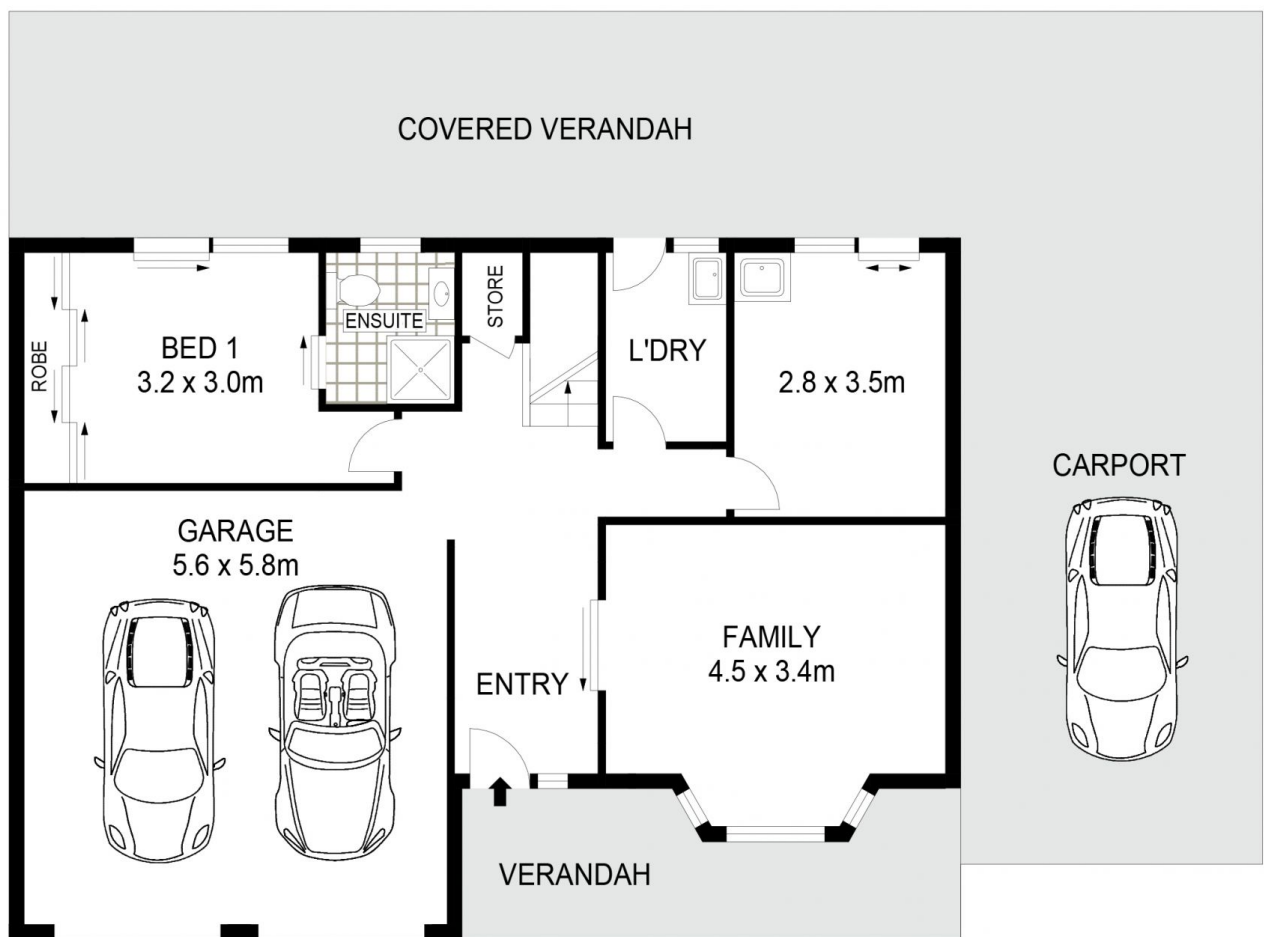 COVERED VERANDAH
ROBE
BED 1
3.2 x 3.0m
ENSUITE
STORE
L'DRY
2.8 x 3.5m
CARPORT
GARAGE
5.6 x 5.8m
ENTRY
FAMILY
4.5 x 3.4m
VERANDAH